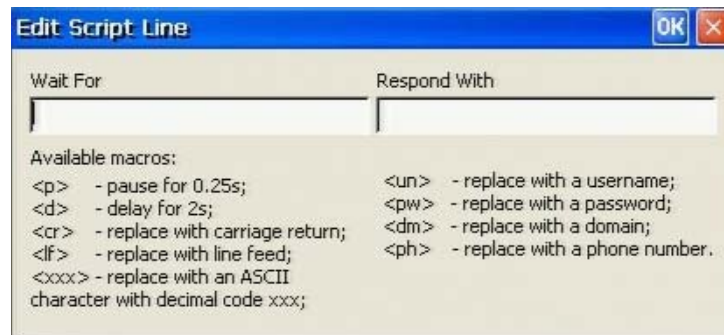 Edit Script Line
OK
Wait For
Respond With
Available macros:
<p> - pause for 0.25s;
<d> - delay for 2s;
<cr> - replace with carriage return;
<lf> - replace with line feed;
<xxx> - replace with an ASCII
character with decimal code xxx;
<un> - replace with a username;
<pw> - replace with a password;
<dm> - replace with a domain;
<ph> - replace with a phone number.